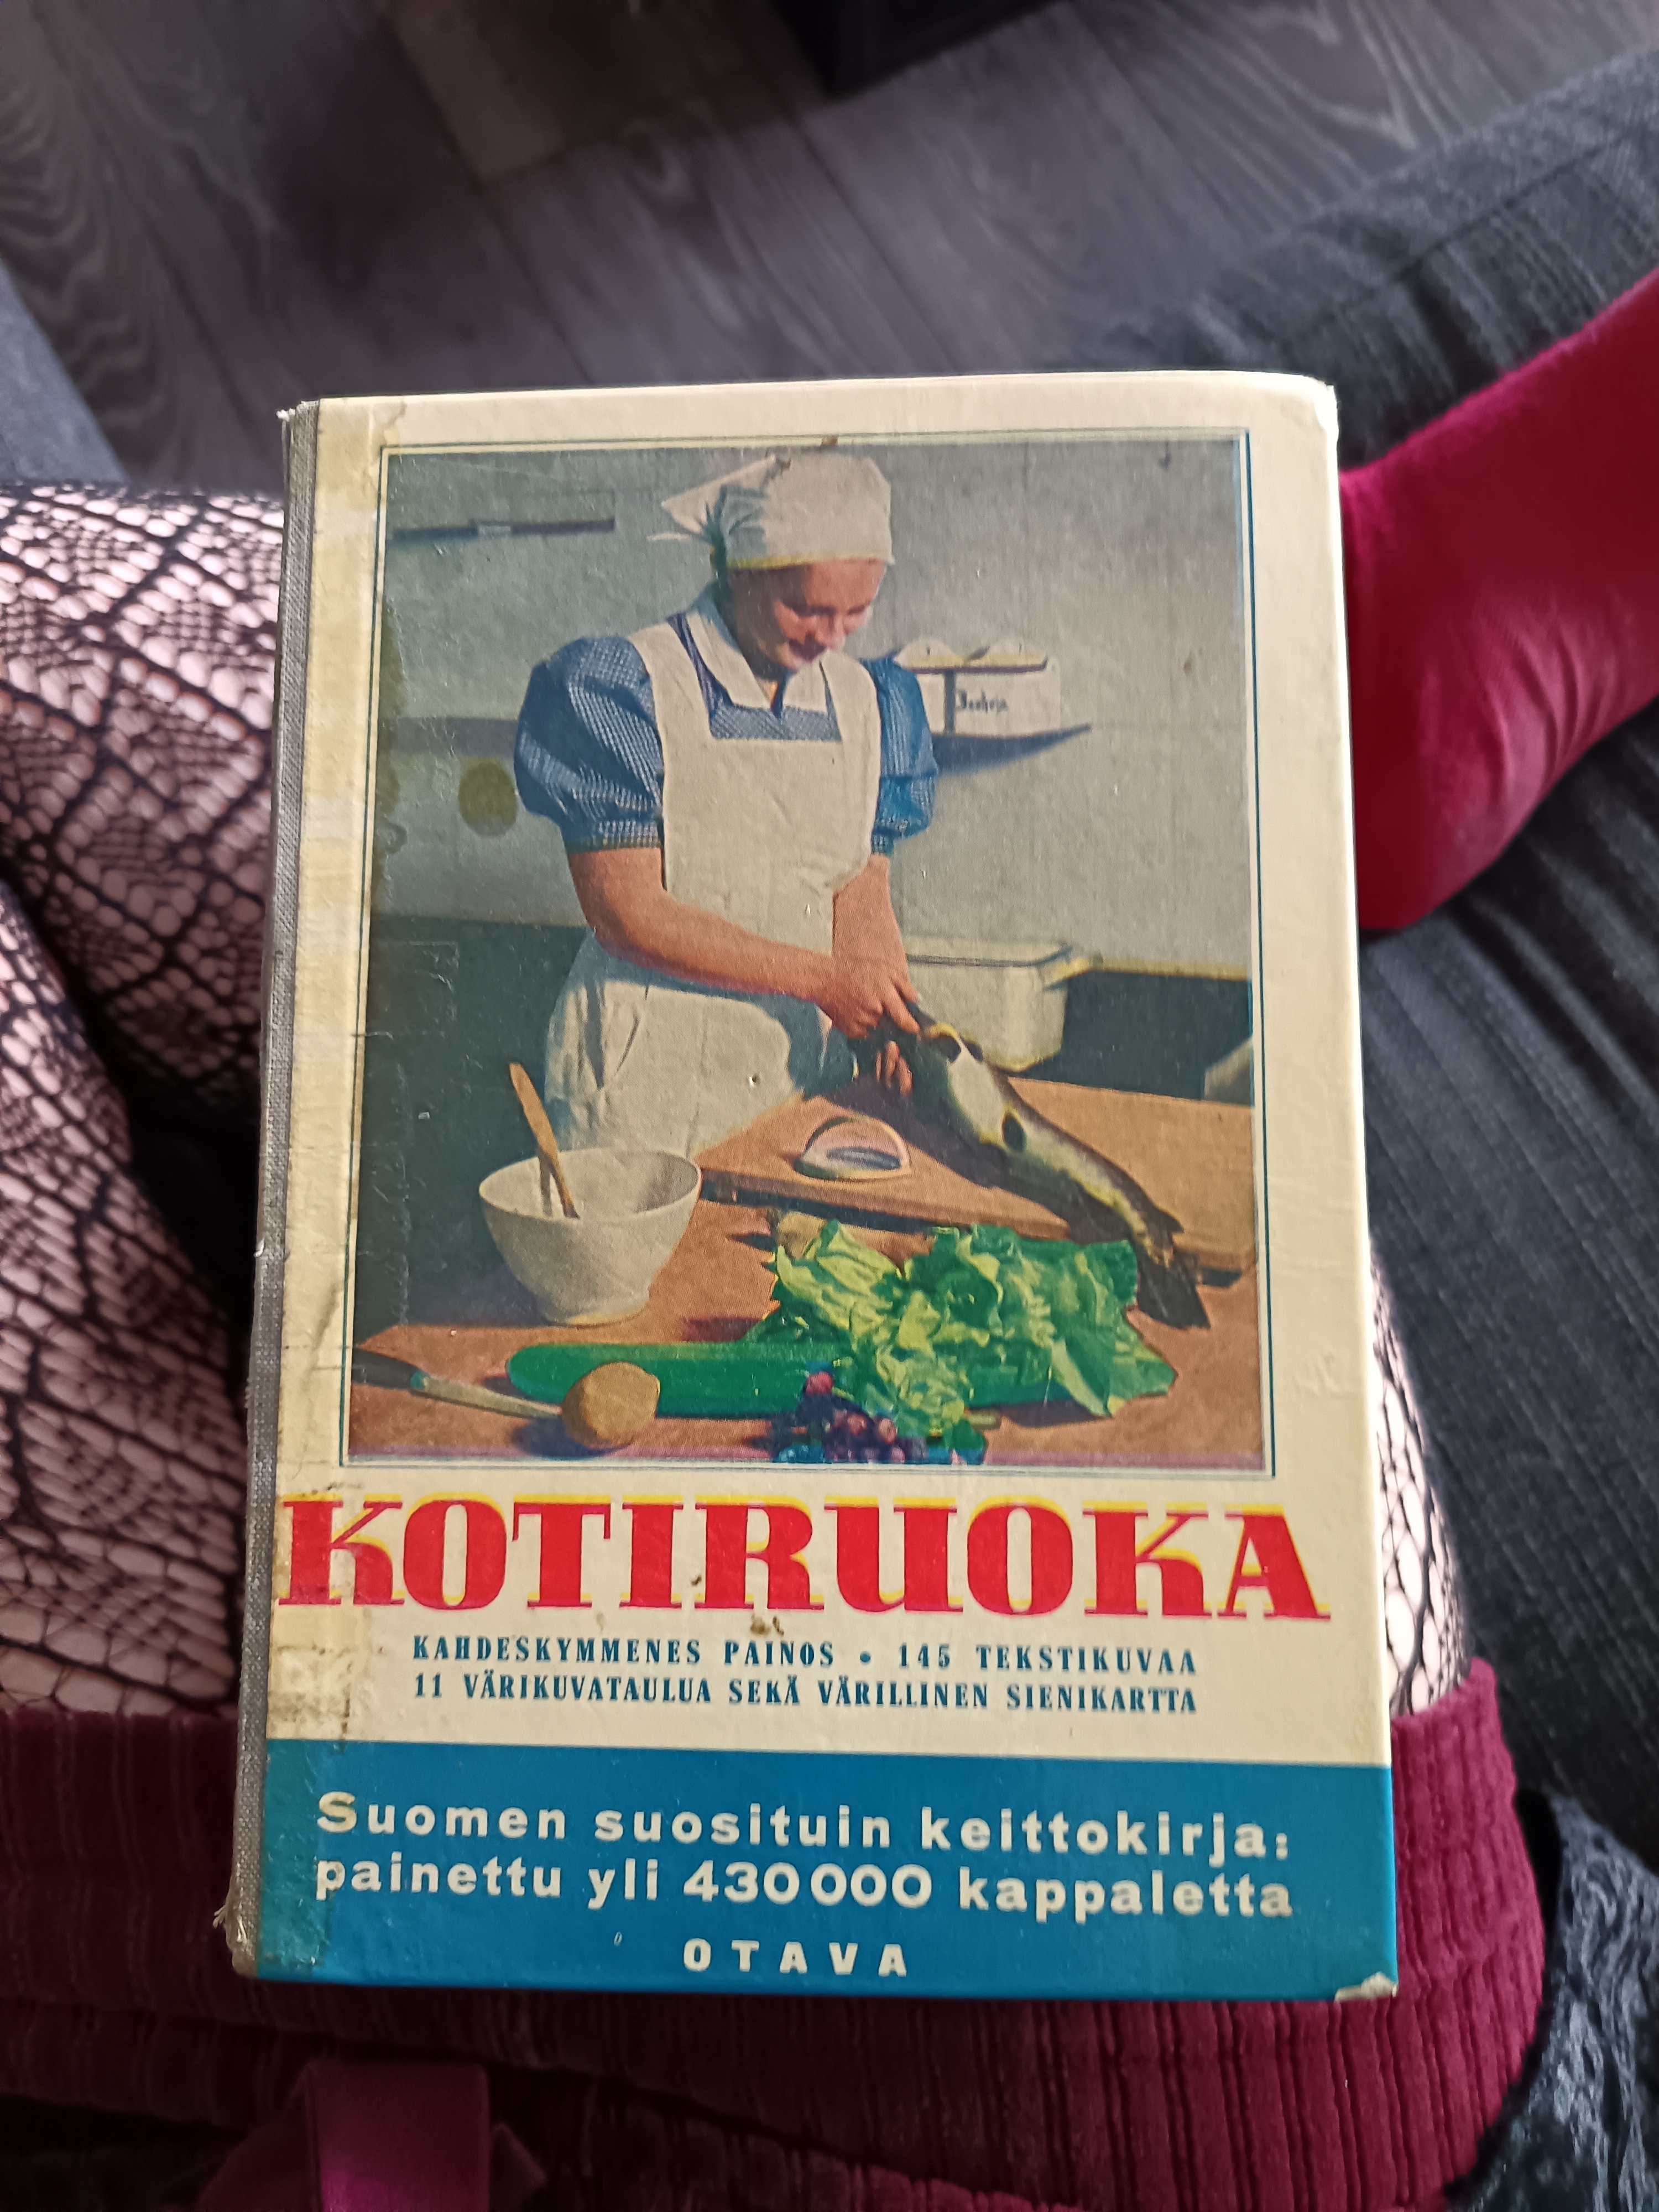 KOTIRUOKA
KAHDESKYMMENES PAINOS • 145 TEKSTIKUVAA
11 VÄRIKUVATAULUA SEKÄ VÄRILLINEN SIENIKARTTA
Suomen suosituin keittokirja:
painettu yli 430000 kappaletta
OTAVA